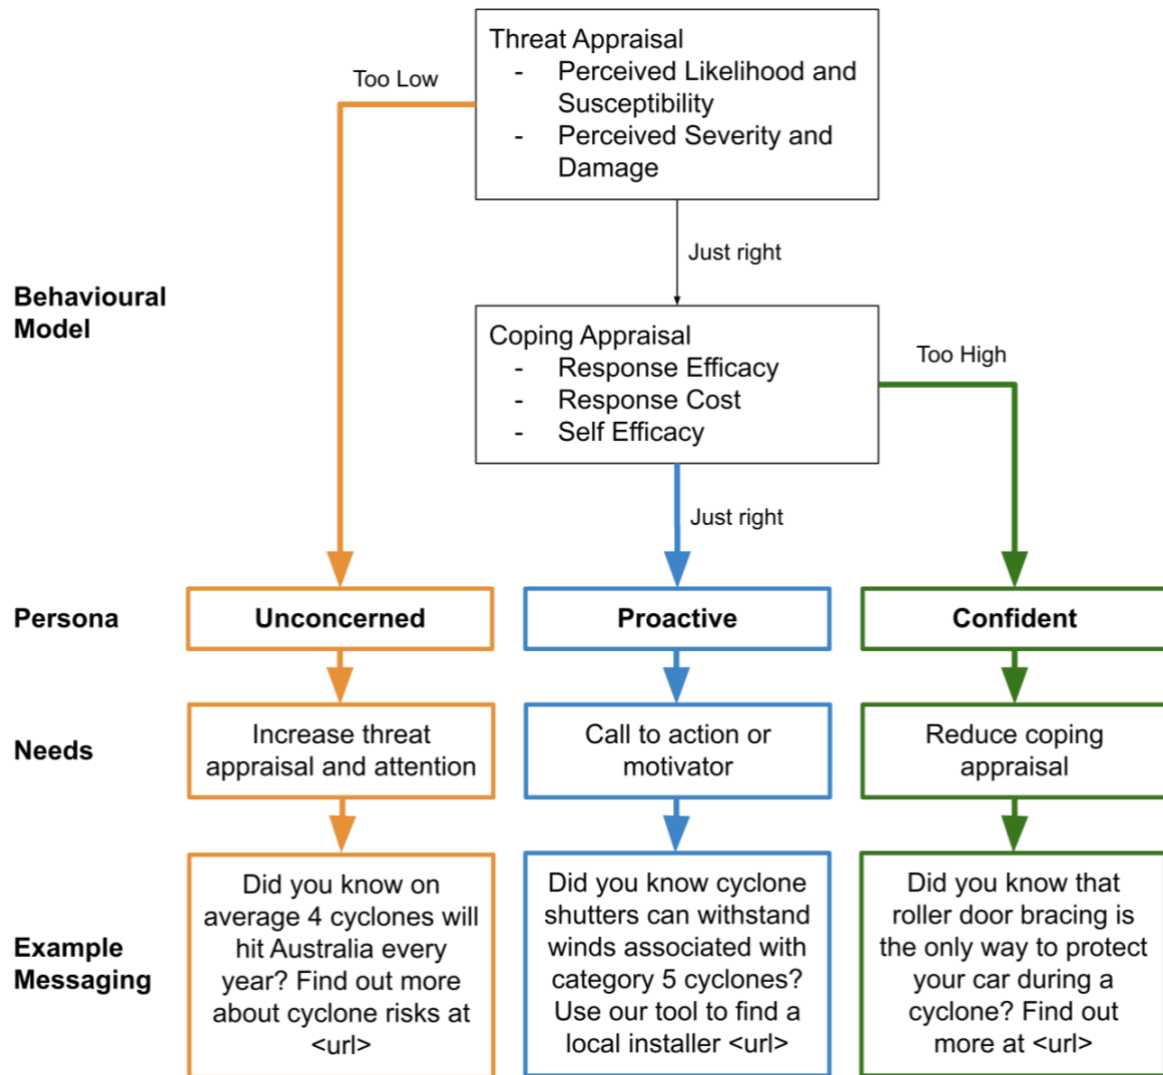 Threat Appraisal
- Perceived Likelihood and
Susceptibility
- Perceived Severity and
Damage
Too Low
Just right
Behavioural
Model
Coping Appraisal
- Response Efficacy
- Response Cost
- Self Efficacy
Too High
Just right
Persona
Unconcerned
Proactive
Confident
Needs
Increase threat
appraisal and attention
Call to action or
motivator
Reduce coping
appraisal
Example
Messaging
Did you know on
average 4 cyclones will
hit Australia every
year? Find out more
about cyclone risks at
<url>
Did you know cyclone
shutters can withstand
winds associated with
category 5 cyclones?
Use our tool to find a
local installer <url>
Did you know that
roller door bracing is
the only way to protect
your car during a
cyclone? Find out
more at <url>